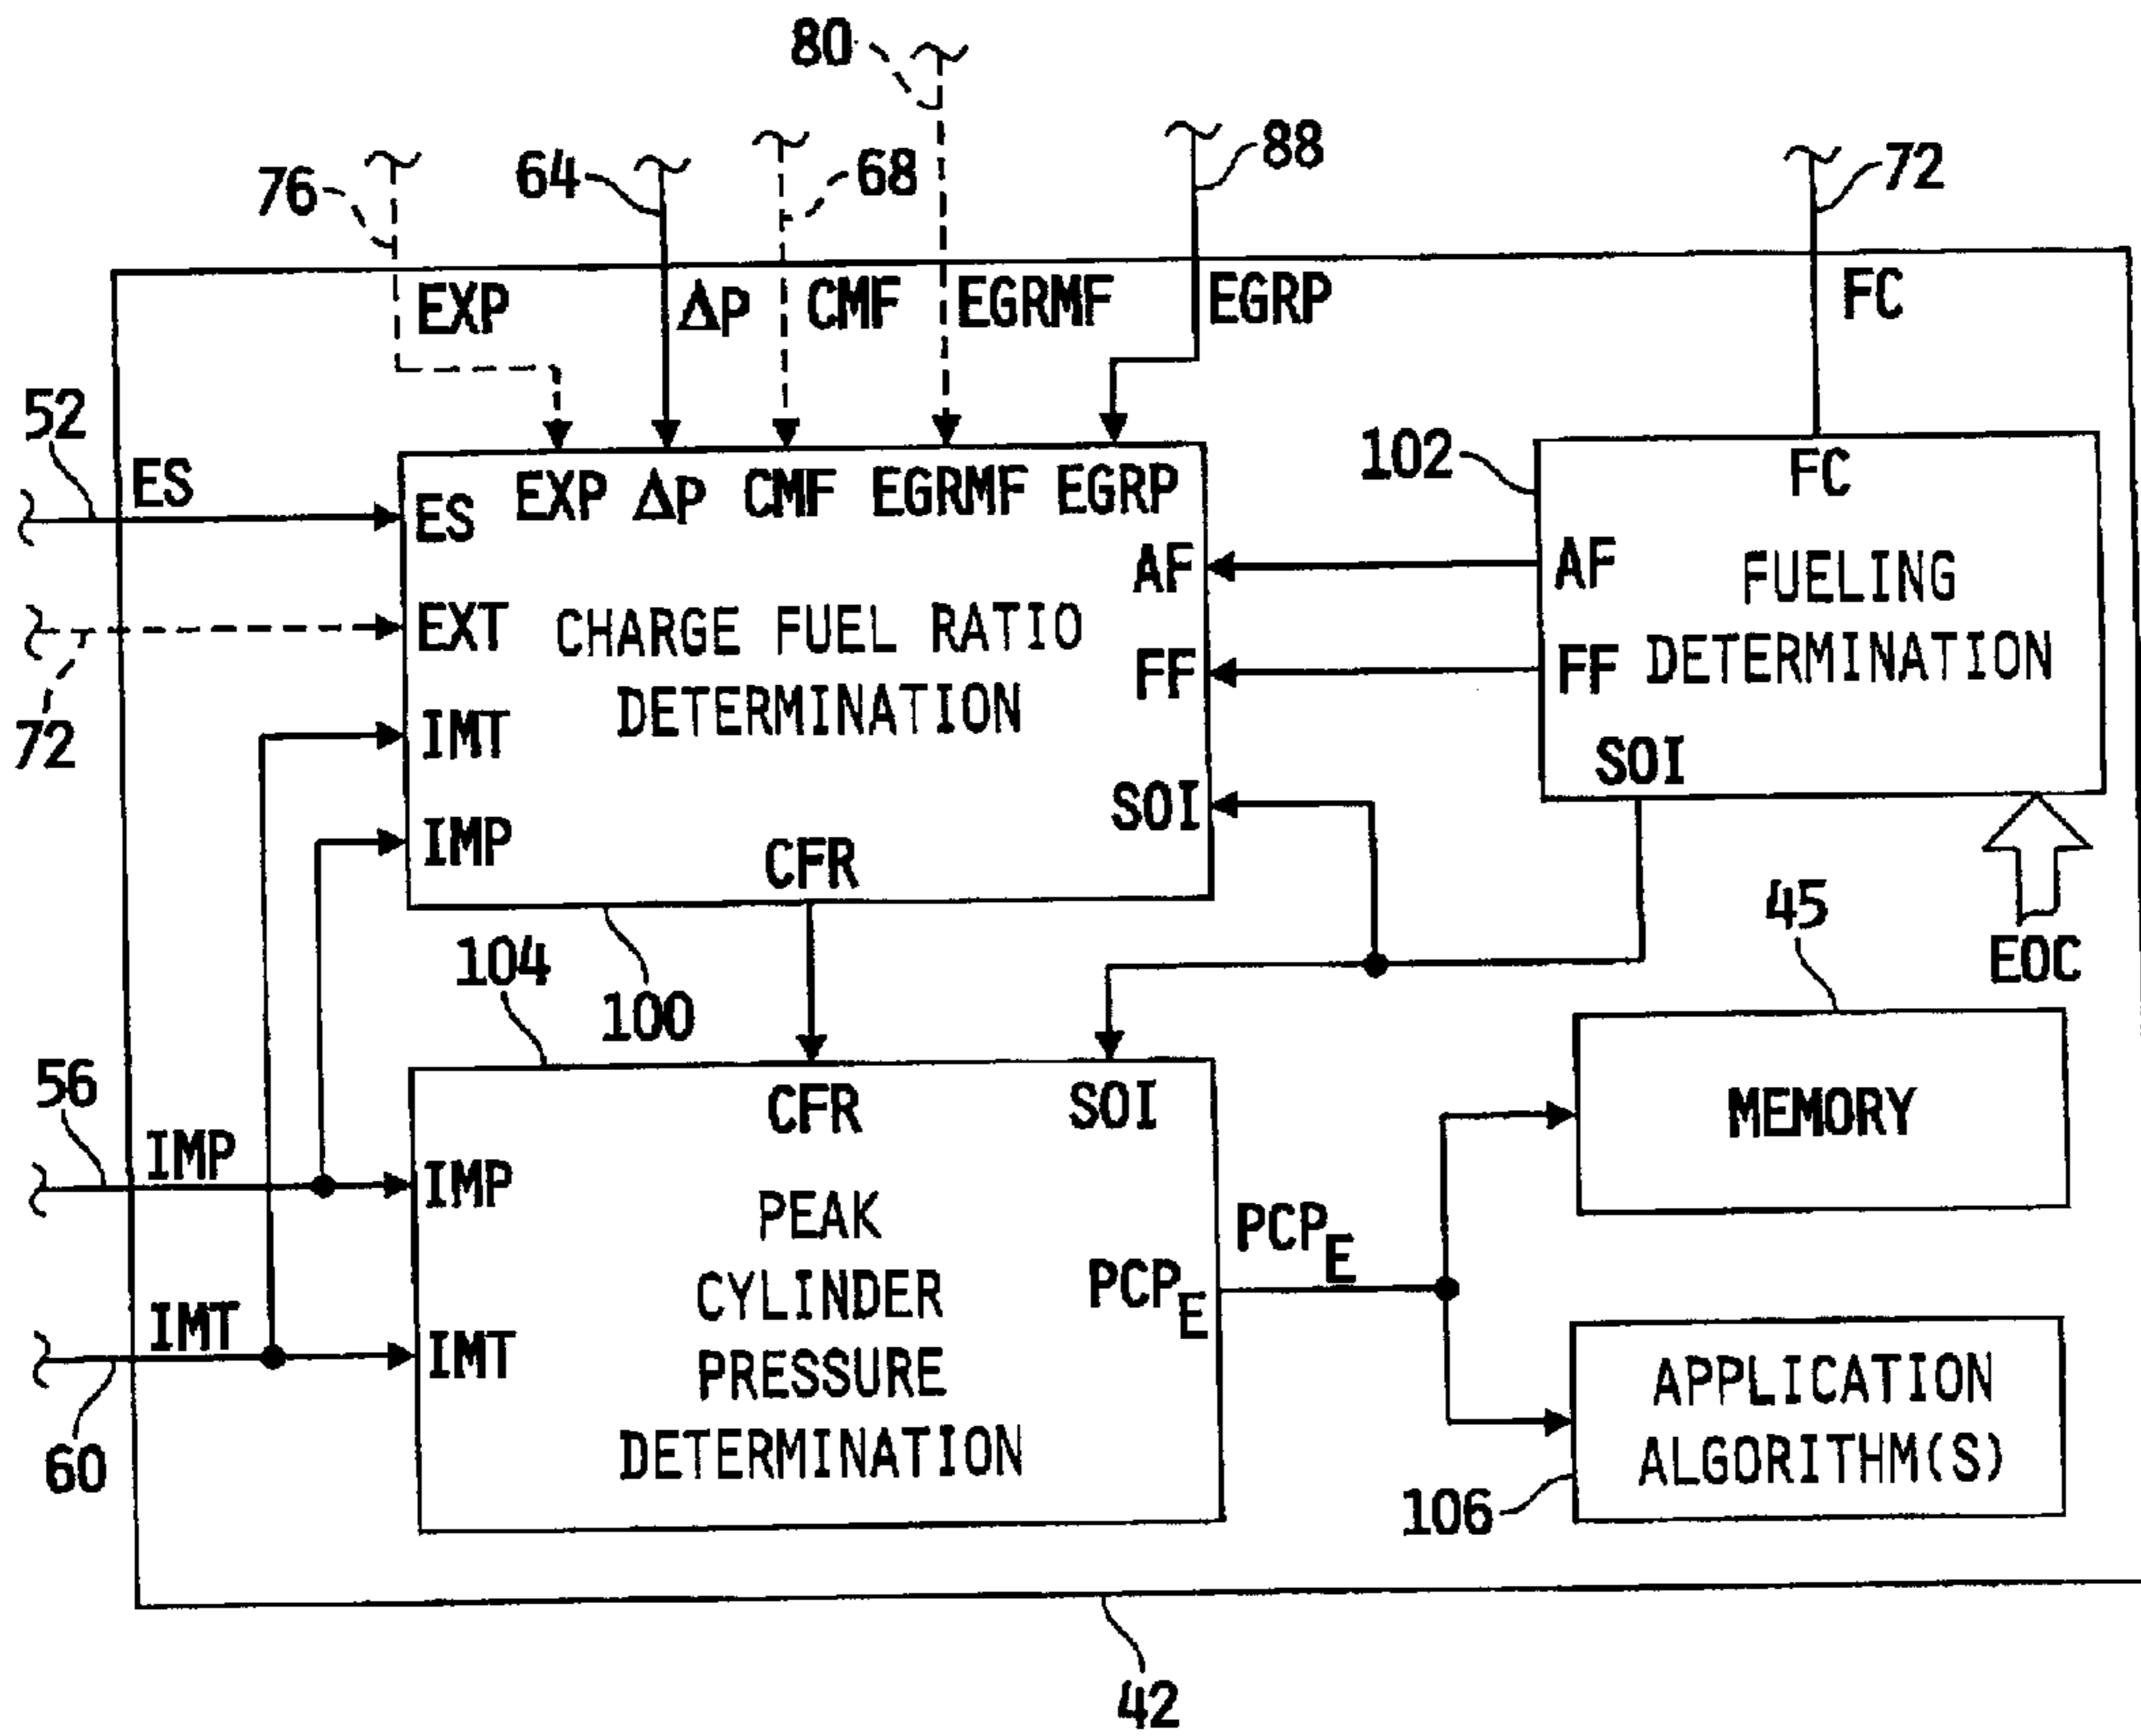 80
76
64
68
88
72
EXP
ΔP
CMF
EGRMF
EGRP
FC
52
ES
ES
EXP ΔP CMF EGRMF EGRP
102
FC
AF
AF
FUELING
EXT
CHARGE FUEL RATIO
FF
FF
DETERMINATION
72
IMT
DETERMINATION
SOI
SOI
IMP
CFR
45
EOC
104
100
56
IMP
CFR
SOI
MEMORY
IMP
PEAK
PCP_E
PCP_E
CYLINDER
IMT
IMT
PRESSURE
APPLICATION
60
DETERMINATION
ALGORITHM(S)
106
42